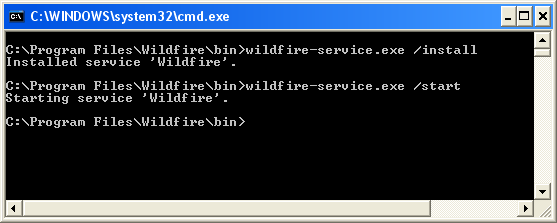 C:\WINDOWS\system32\cmd.exe
C:\Program Files\Wildfire\bin>wildfire-service.exe /install
Installed service 'Wildfire'.
C:\Program Files\Wildfire\bin>wildfire-service.exe /start
Starting service 'Wildfire'.
C:\Program Files\Wildfire\bin>